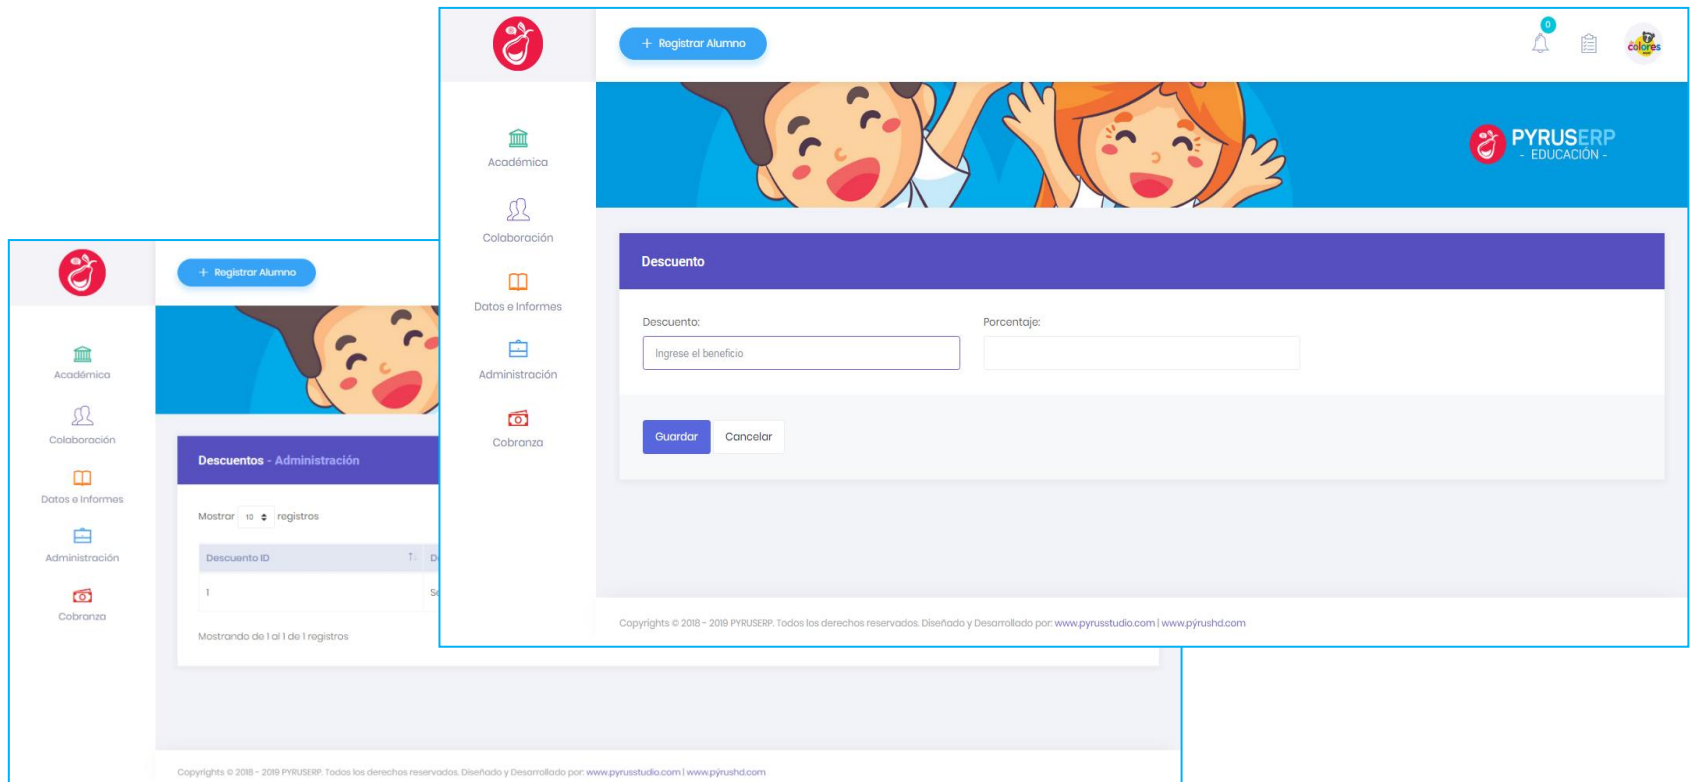 + Registrar Alumno
0
colores
Académica
Colaboración
Datos e Informes
Administración
Cobranza
PYRUSERP
- EDUCACIÓN -
Descuento
Descuento:
Porcentaje:
Ingrese el beneficio
Guardar
Cancelar
Copyrights © 2018 - 2019 PYRUSERP. Todos los derechos reservados. Diseñado y Desarrollado por: www.pyrusstudio.com | www.pýrushd.com
+ Registrar Alumno
Académica
Colaboración
Datos e Informes
Administración
Cobranza
Descuentos - Administración
Mostrar 10 registros
Descuento ID
1
Mostrando de 1 al 1 de 1 registros
Copyrights © 2018 - 2019 PYRUSERP. Todos los derechos reservados. Diseñado y Desarrollado por: www.pyrusstudio.com | www.pýrushd.com